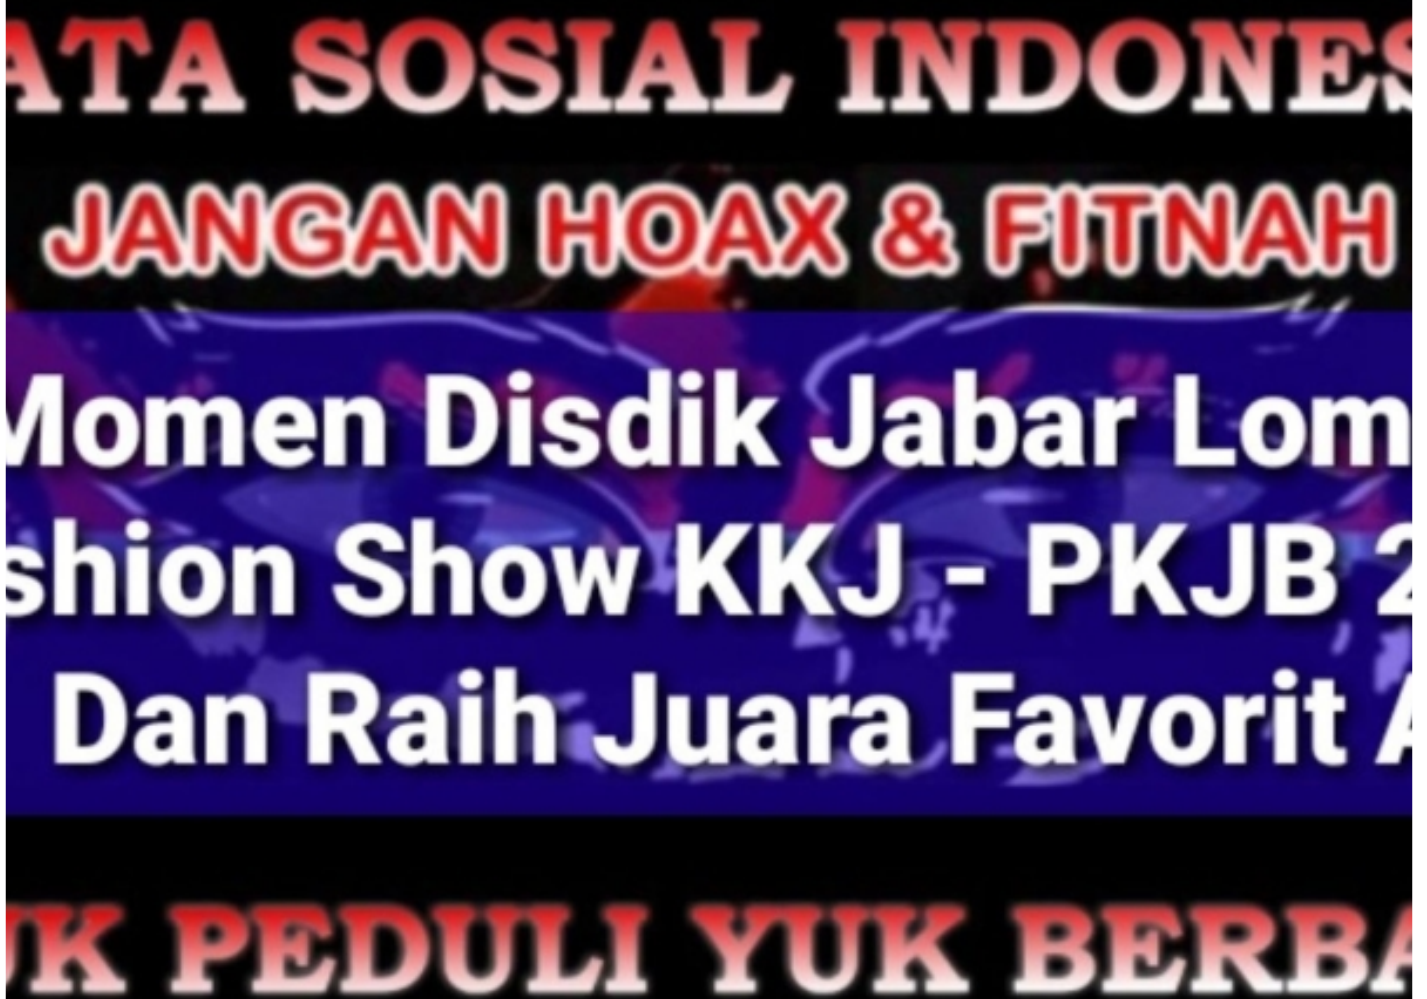 ATA SOSIAL INDONES
JANGAN HOAX & FITNAH
Momen Disdik Jabar Lom
shion Show KKJ - PKJB 2
Dan Raih Juara Favorit A
UK PEDULI YUK BERBA